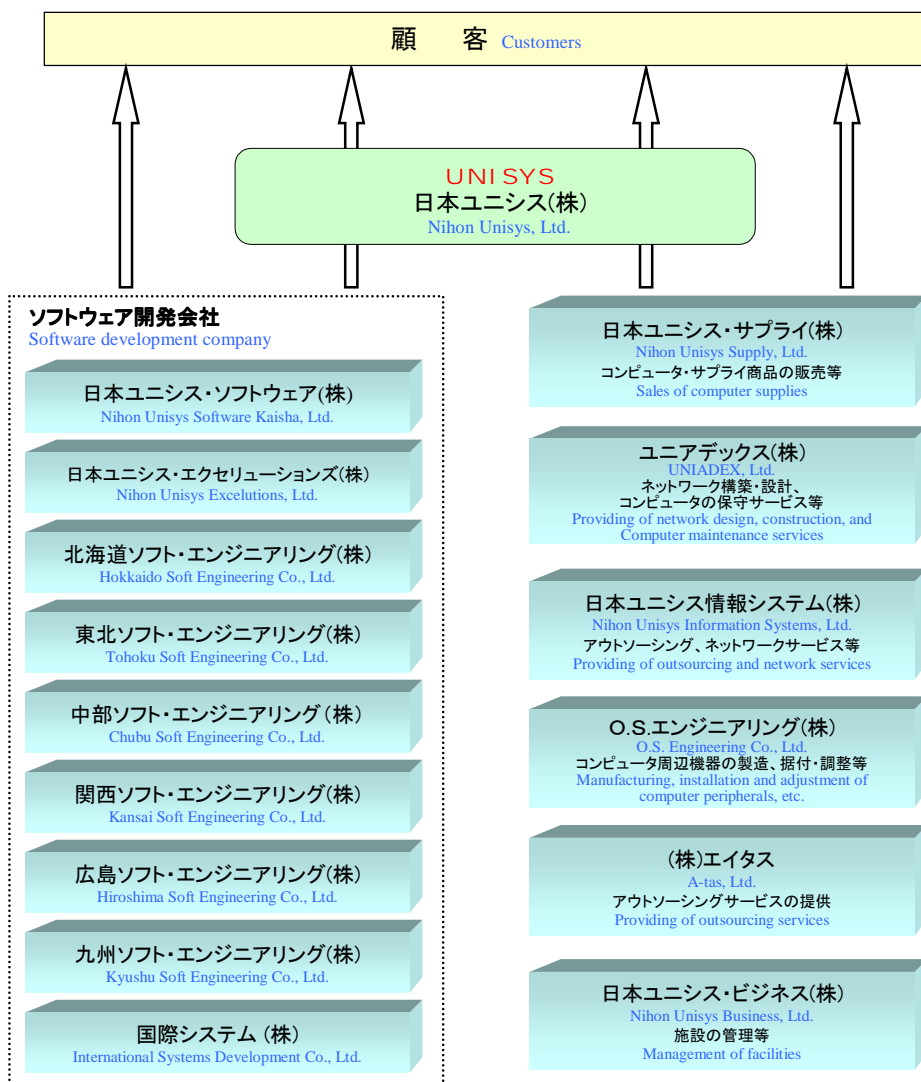 顧　客 Customers
UNISYS
日本ユニシス(株)
Nihon Unisys, Ltd.
ソフトウェア開発会社
Software development company
日本ユニシス・ソフトウェア(株)
Nihon Unisys Software Kaisha, Ltd.
日本ユニシス・エクセリューションズ(株)
Nihon Unisys Excelutions, Ltd.
北海道ソフト・エンジニアリング(株)
Hokkaido Soft Engineering Co., Ltd.
東北ソフト・エンジニアリング(株)
Tohoku Soft Engineering Co., Ltd.
中部ソフト・エンジニアリング(株)
Chubu Soft Engineering Co., Ltd.
関西ソフト・エンジニアリング(株)
Kansai Soft Engineering Co., Ltd.
広島ソフト・エンジニアリング(株)
Hiroshima Soft Engineering Co., Ltd.
九州ソフト・エンジニアリング(株)
Kyushu Soft Engineering Co., Ltd.
国際システム(株)
International Systems Development Co., Ltd.
日本ユニシス・サプライ(株)
Nihon Unisys Supply, Ltd.
コンピュータ・サプライ商品の販売等
Sales of computer supplies
ユニアデックス(株)
UNIADEX, Ltd.
ネットワーク構築・設計、
コンピュータの保守サービス等
Providing of network design, construction, and
Computer maintenance services
日本ユニシス情報システム(株)
Nihon Unisys Information Systems, Ltd.
アウトソーシング、ネットワークサービス等
Providing of outsourcing and network services
O.S.エンジニアリング(株)
O.S. Engineering Co., Ltd.
コンピュータ周辺機器の製造、据付・調整等
Manufacturing, installation and adjustment of
computer peripherals, etc.
(株)エイタス
A-tas, Ltd.
アウトソーシングサービスの提供
Providing of outsourcing services
日本ユニシス・ビジネス(株)
Nihon Unisys Business, Ltd.
施設の管理等
Management of facilities